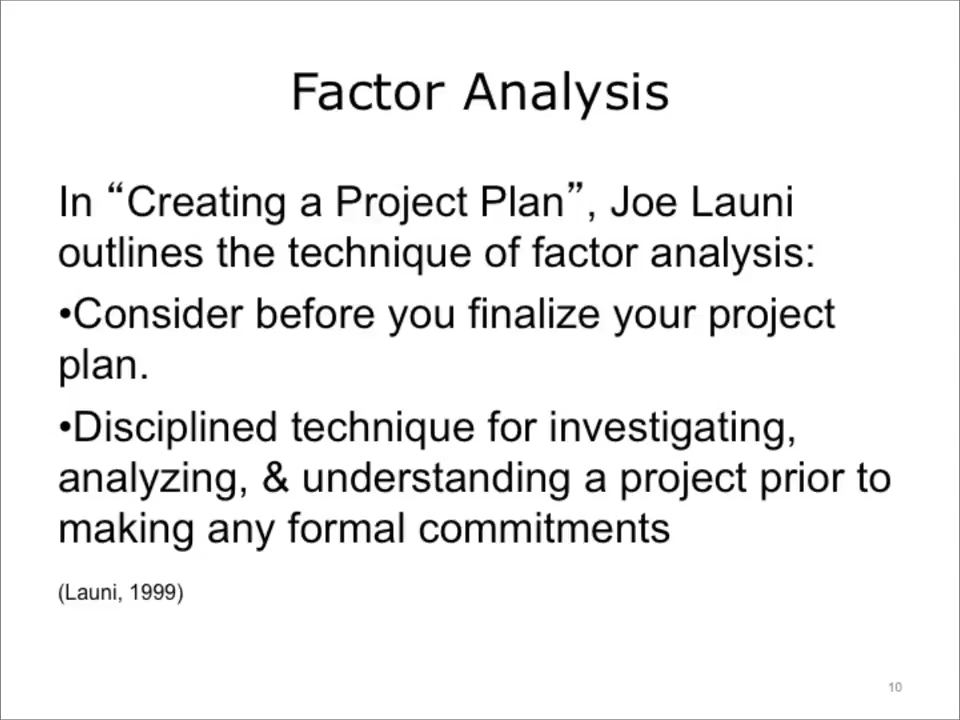 Factor Analysis
In “Creating a Project Plan”, Joe Launi
outlines the technique of factor analysis:
•Consider before you finalize your project
plan.
•Disciplined technique for investigating,
analyzing, & understanding a project prior to
making any formal commitments
(Launi, 1999)
10